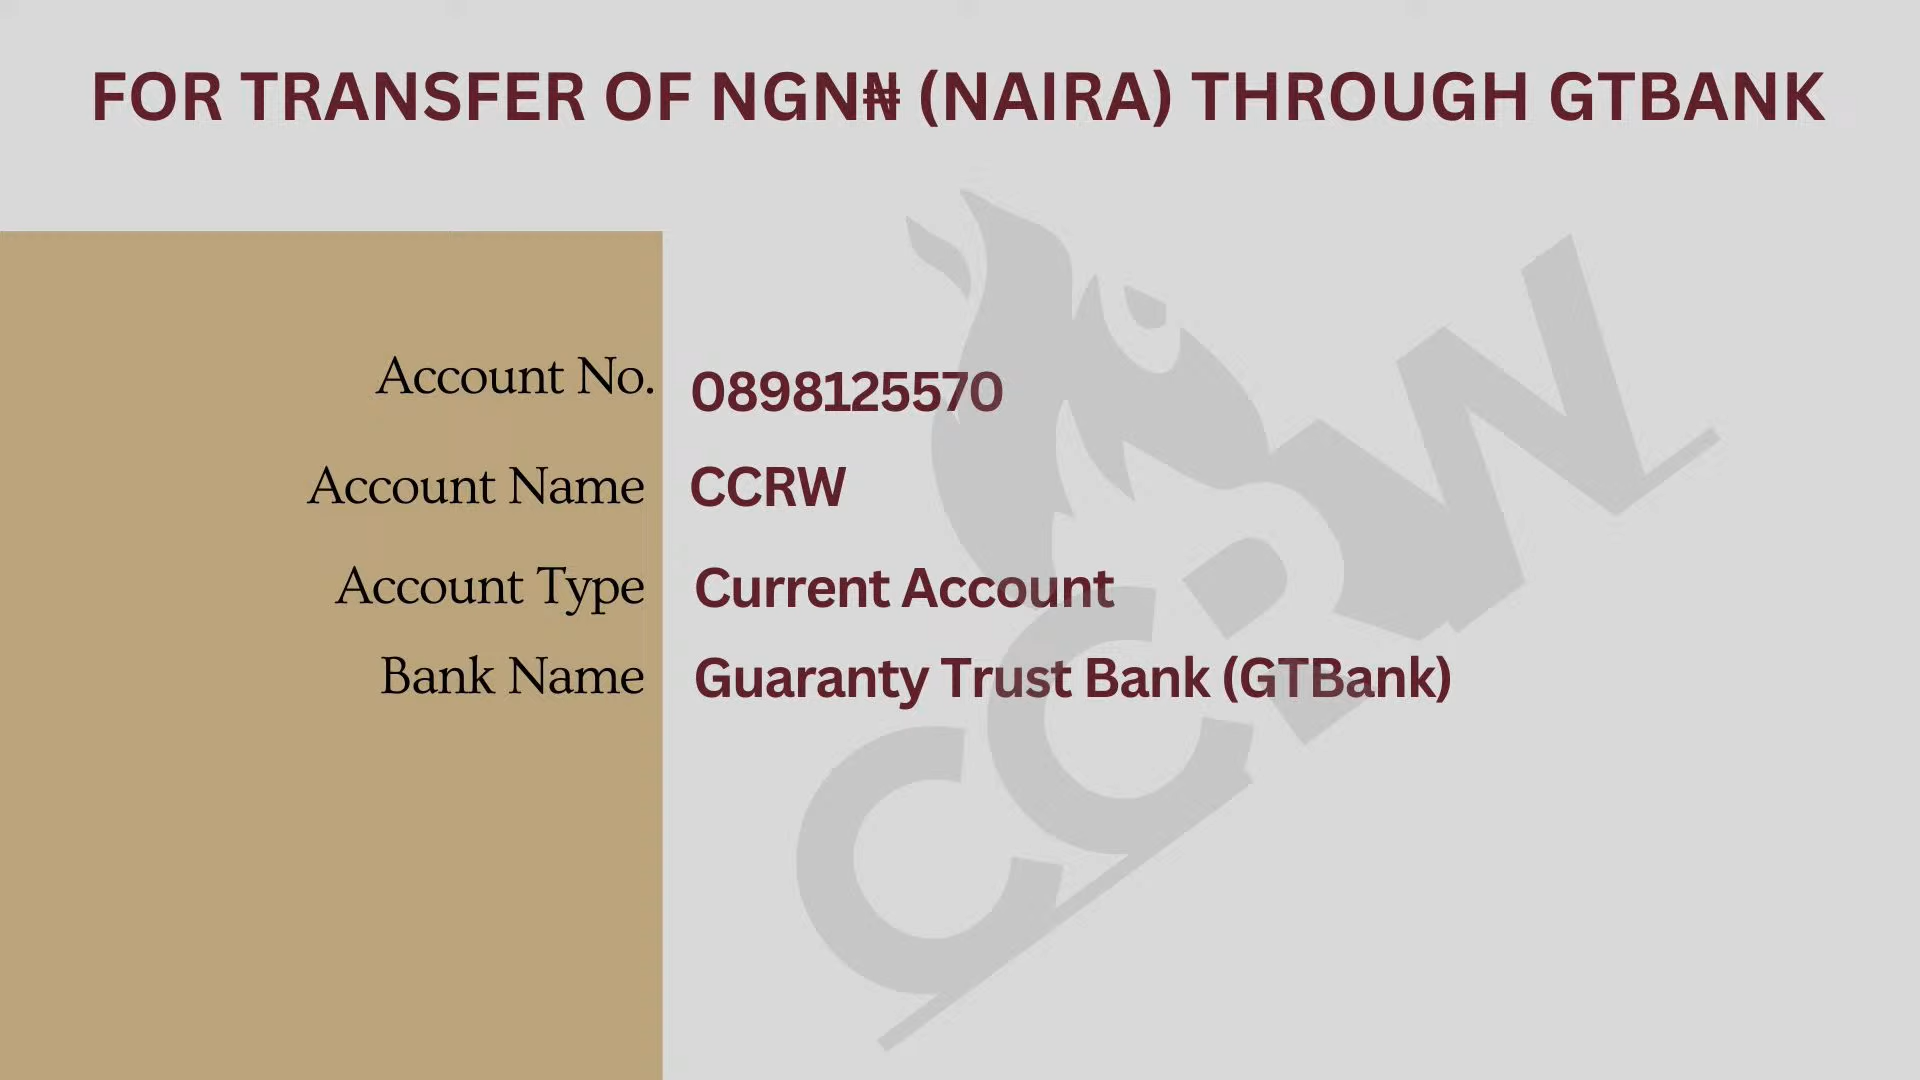 FOR TRANSFER OF NGN₦ (NAIRA) THROUGH GTBANK
Account No. 0898125570
Account Name CCRW
Account Type Current Account
Bank Name Guaranty Trust Bank (GTBank)
CCRW